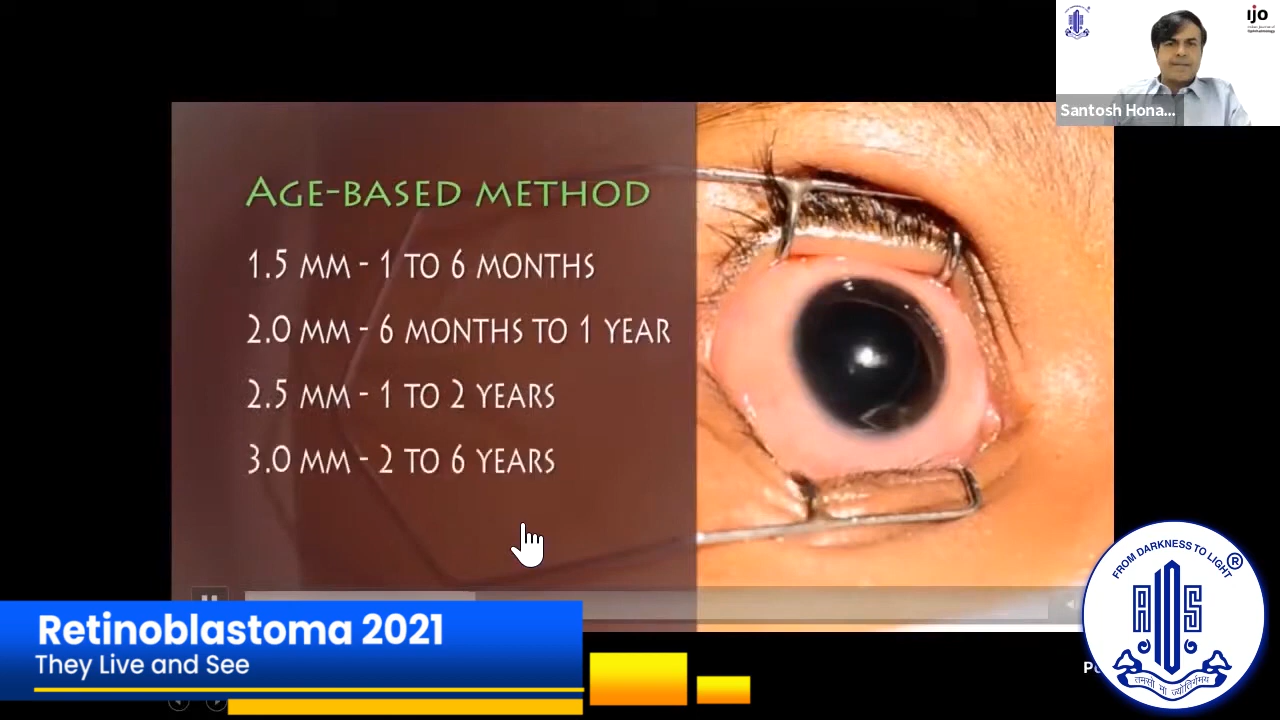 ijo
Santosh Hona...
AGE-BASED METHOD
1.5 MM - 1 TO 6 MONTHS
2.0 MM - 6 MONTHS TO 1 YEAR
2.5 MM - 1 TO 2 YEARS
3.0 MM - 2 TO 6 YEARS
FROM DARKNESS TO LIGHT
®
AIOS
तमसो मा ज्योतिर्गमय
Retinoblastoma 2021
They Live and See